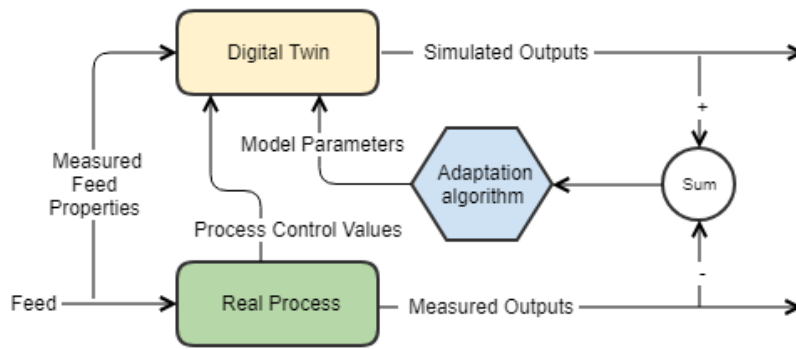 Digital Twin
Simulated Outputs
+
Model Parameters
Measured
Feed
Properties
Adaptation
algorithm
Sum
Process Control Values
-
Feed
Real Process
Measured Outputs